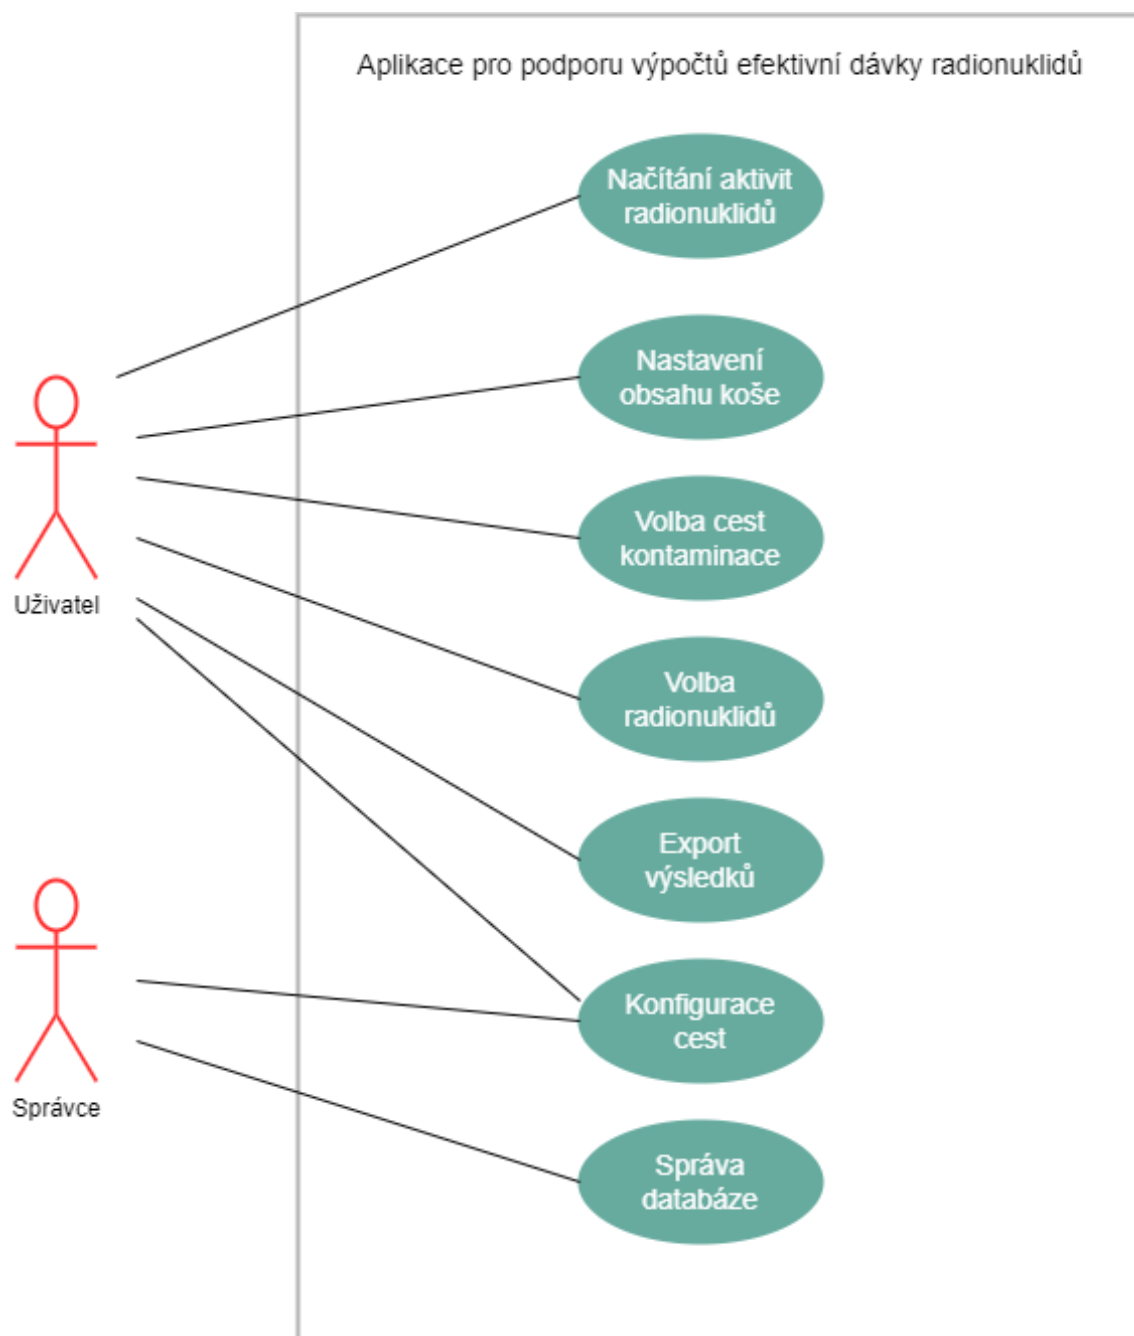 Aplikace pro podporu výpočtů efektivní dávky radionuklidů
Načítání aktivit
radionuklidů
Nastavení
obsahu koše
Volba cest
kontaminace
Uživatel
Volba
radionuklidů
Export
výsledků
Konfigurace
cest
Správce
Správa
databáze